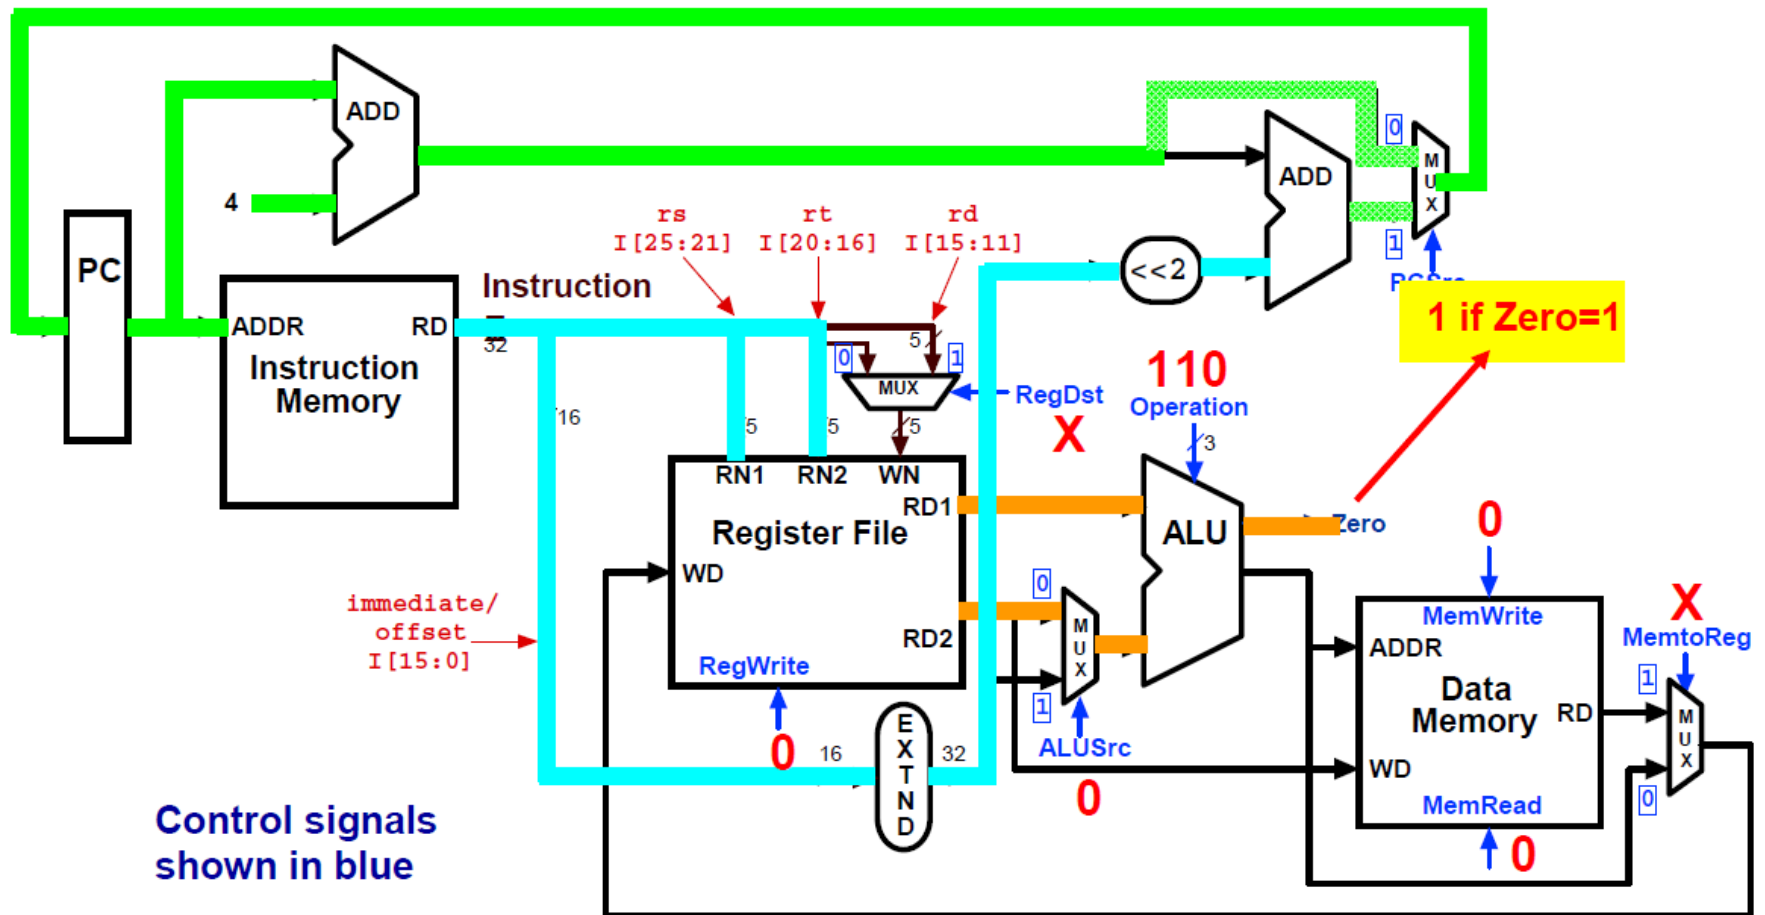 ADD
0
M
U
X
ADD
4
1
PCSrc
rs
I[25:21]
rt
I[20:16]
rd
I[15:11]
<<2
PC
Instruction
32
ADDR
RD
Instruction
Memory
1 if Zero=1
5
0
1
MUX
RegDst
X
110
Operation
3
16
5
5
5
RN1
RN2
WN
RD1
Register File
WD
RD2
RegWrite
0
ALU
Zero
0
MemWrite
X
MemtoReg
immediate/
offset
I[15:0]
0
M
U
X
1
ALUSrc
0
ADDR
Data
Memory
RD
WD
MemRead
0
1
M
U
X
0
16
E
X
T
N
D
32
Control signals
shown in blue